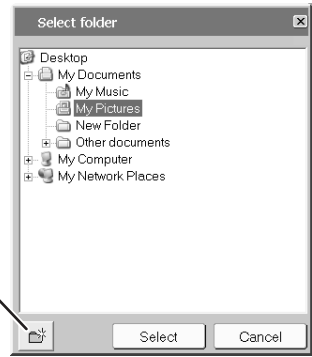 Select folder
Desktop
My Documents
My Music
My Pictures
New Folder
Other documents
My Computer
My Network Places
Select
Cancel